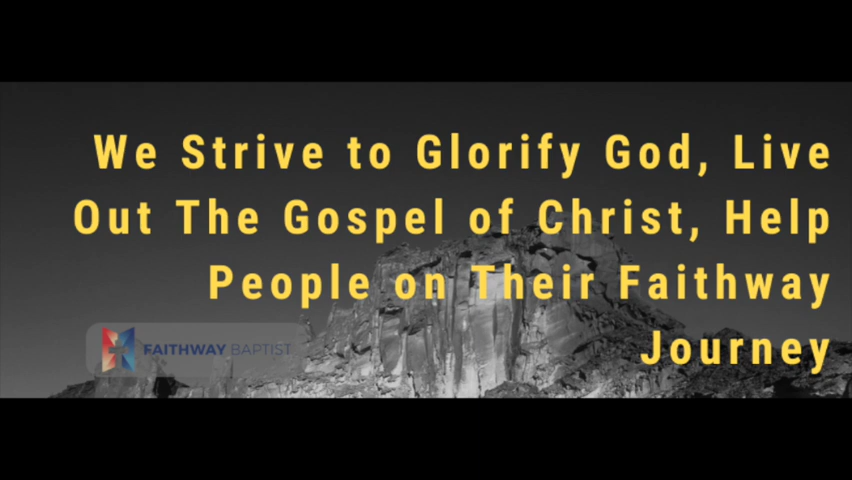 We Strive to Glorify God, Live
Out The Gospel of Christ, Help
People on Their Faithway
Journey
FAITHWAY BAPTIST